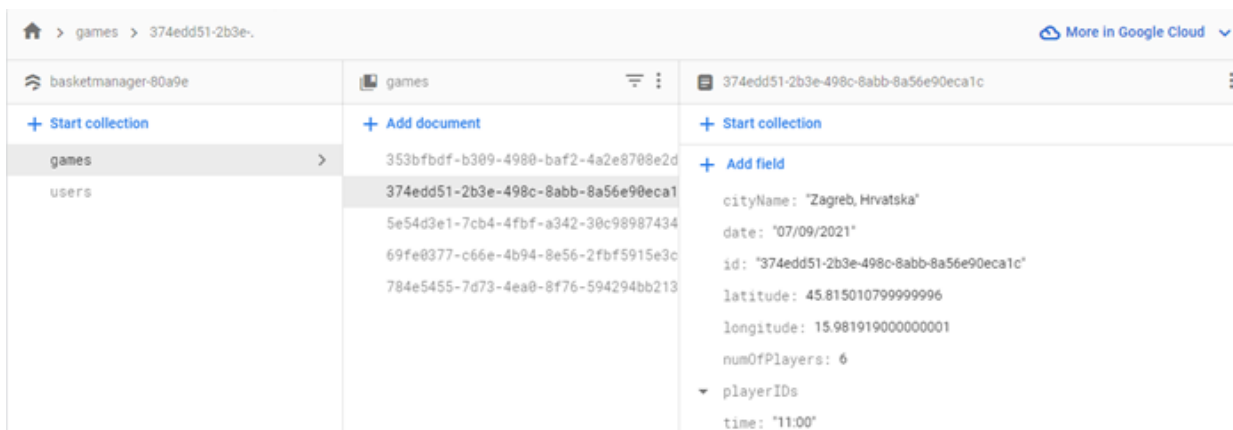 games > 374edd51-2b3e-.
More in Google Cloud
basketmanager-80a9e
+ Start collection
games
users
games
+ Add document
353bfbdf-b309-4980-baf2-4a2e8708e2d
374edd51-2b3e-498c-8abb-8a56e90eca1
5e54d3e1-7cb4-4fbf-a342-30c98987434
69fe0377-c66e-4b94-8e56-2fbf5915e3c
784e5455-7d73-4ea0-8f76-594294bb213
374edd51-2b3e-498c-8abb-8a56e90eca1c
+ Start collection
+ Add field
cityName: "Zagreb, Hrvatska"
date: "07/09/2021"
id: "374edd51-2b3e-498c-8abb-8a56e90eca1c"
latitude: 45.815010799999996
longitude: 15.981919000000001
numOfPlayers: 6
playerIDs
time: "11:00"